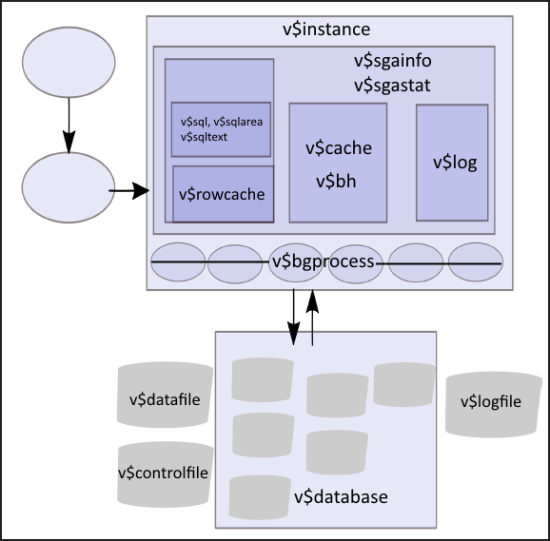 v$instance
v$sgainfo
v$sgastat
v$sql, v$sqlarea
v$sqltext
v$cache
v$bh
v$log
v$rowcache
v$bgprocess
v$datafile
v$logfile
v$controlfile
v$database